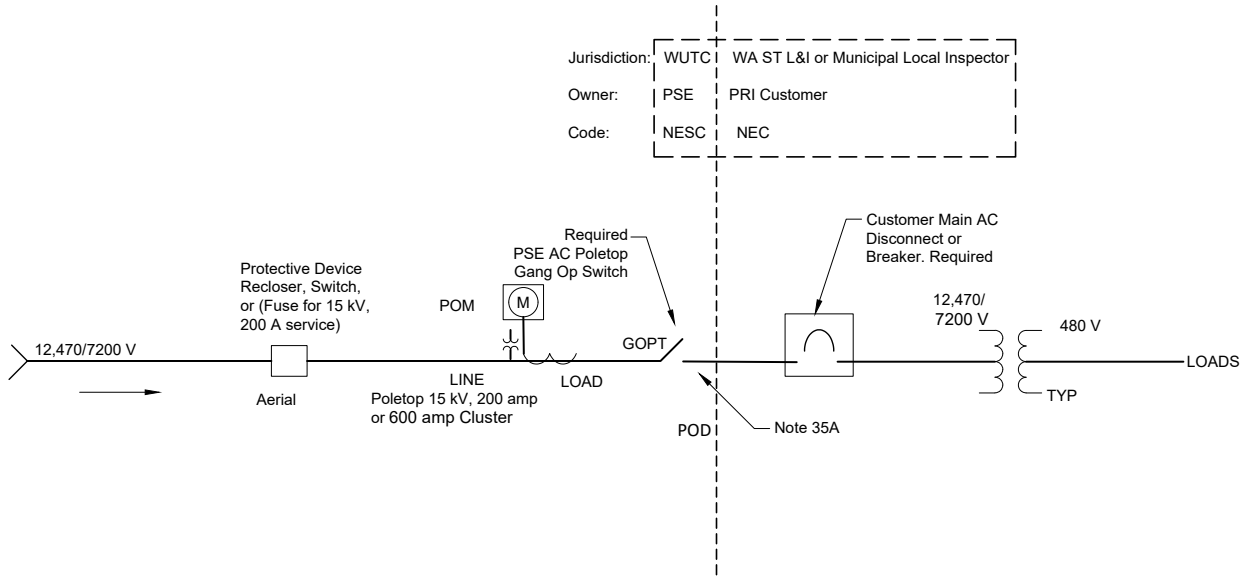 Jurisdiction: WUTC WA ST L&I or Municipal Local Inspector
Owner: PSE PRI Customer
Code: NESC NEC
Customer Main AC
Disconnect or
Breaker. Required
Required
PSE AC Poletop
Gang Op Switch
Protective Device
Recloser, Switch,
or (Fuse for 15 kV,
200 A service)
POM
M
12,470/
7200 V
480 V
12,470/7200 V
GOPT
LOADS
Aerial
LINE
LOAD
Poletop 15 kV, 200 amp
or 600 amp Cluster
TYP
POD
Note 35A